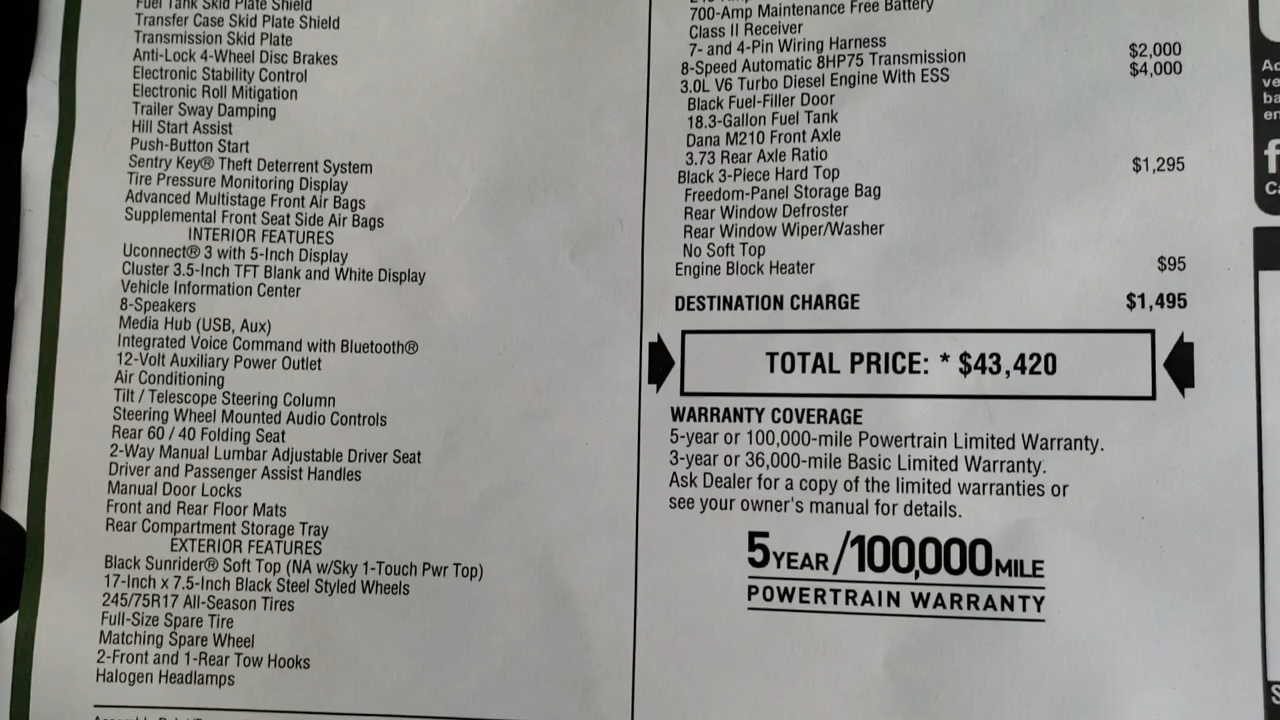 Fuel Tank Skid Plate Shield
Transfer Case Skid Plate Shield
Transmission Skid Plate
Anti-Lock 4-Wheel Disc Brakes
Electronic Stability Control
Electronic Roll Mitigation
Trailer Sway Damping
Hill Start Assist
Push-Button Start
Sentry Key® Theft Deterrent System
Tire Pressure Monitoring Display
Advanced Multistage Front Air Bags
Supplemental Front Seat Side Air Bags
INTERIOR FEATURES
Uconnect® 3 with 5-Inch Display
Cluster 3.5-Inch TFT Blank and White Display
Vehicle Information Center
8-Speakers
Media Hub (USB, Aux)
Integrated Voice Command with Bluetooth®
12-Volt Auxiliary Power Outlet
Air Conditioning
Tilt / Telescope Steering Column
Steering Wheel Mounted Audio Controls
Rear 60 / 40 Folding Seat
2-Way Manual Lumbar Adjustable Driver Seat
Driver and Passenger Assist Handles
Manual Door Locks
Front and Rear Floor Mats
Rear Compartment Storage Tray
EXTERIOR FEATURES
Black Sunrider® Soft Top (NA w/Sky 1-Touch Pwr Top)
17-Inch x 7.5-Inch Black Steel Styled Wheels
245/75R17 All-Season Tires
Full-Size Spare Tire
Matching Spare Wheel
2-Front and 1-Rear Tow Hooks
Halogen Headlamps
700-Amp Maintenance Free Battery
Class II Receiver
7- and 4-Pin Wiring Harness
8-Speed Automatic 8HP75 Transmission $2,000
3.0L V6 Turbo Diesel Engine With ESS $4,000
Black Fuel-Filler Door
18.3-Gallon Fuel Tank
Dana M210 Front Axle
3.73 Rear Axle Ratio
Black 3-Piece Hard Top $1,295
Freedom-Panel Storage Bag
Rear Window Defroster
Rear Window Wiper/Washer
No Soft Top
Engine Block Heater $95
DESTINATION CHARGE $1,495
TOTAL PRICE: * $43,420
WARRANTY COVERAGE
5-year or 100,000-mile Powertrain Limited Warranty.
3-year or 36,000-mile Basic Limited Warranty.
Ask Dealer for a copy of the limited warranties or
see your owner's manual for details.
5 YEAR/100,000 MILE
POWERTRAIN WARRANTY